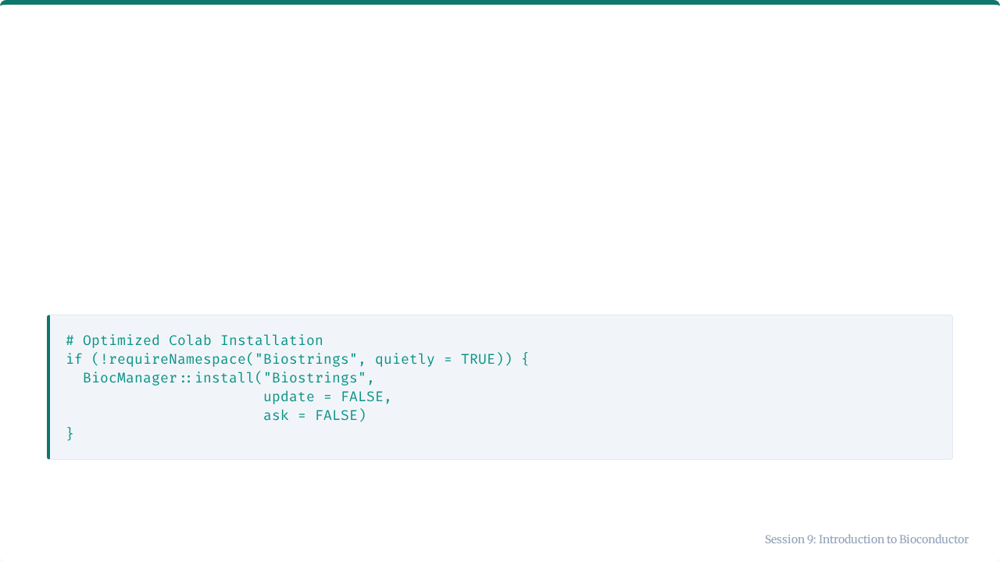 # Optimized Colab Installation
if (!requireNamespace("Biostrings", quietly = TRUE)) {
  BiocManager::install("Biostrings",
                       update = FALSE,
                       ask = FALSE)
}
Session 9: Introduction to Bioconductor